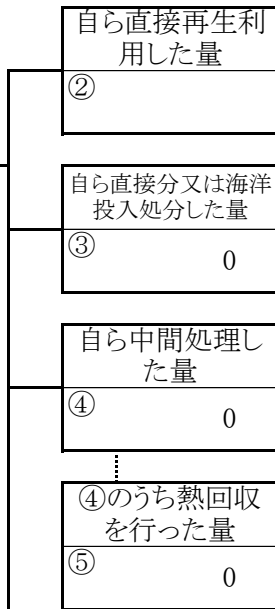 自ら直接再生利
用した量
②
自ら直接分又は海洋
投入処分した量
③
0
自ら中間処理し
た量
④
0
④のうち熱回収
を行った量
⑤
0